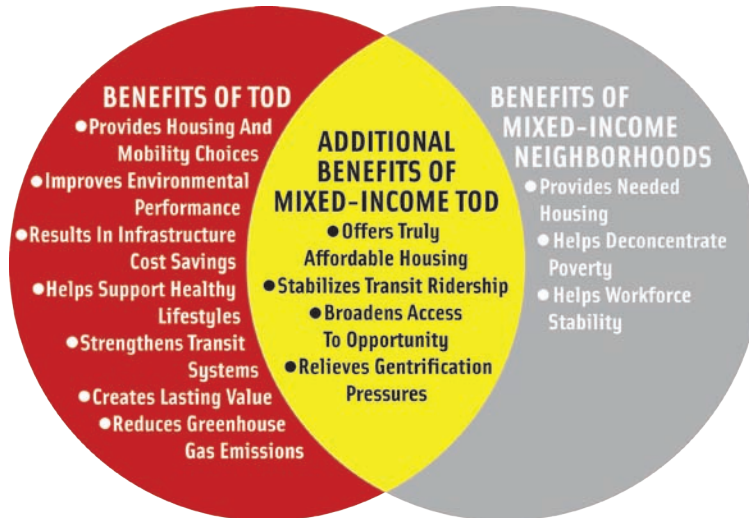 BENEFITS OF TOD
●Provides Housing And
Mobility Choices
●Improves Environmental
Performance
●Results In Infrastructure
Cost Savings
●Helps Support Healthy
Lifestyles
●Strengthens Transit
Systems
●Creates Lasting Value
●Reduces Greenhouse
Gas Emissions
ADDITIONAL
BENEFITS OF
MIXED-INCOME TOD
●Offers Truly
Affordable Housing
●Stabilizes Transit Ridership
●Broadens Access
To Opportunity
●Relieves Gentrification
Pressures
BENEFITS OF
MIXED-INCOME
NEIGHBORHOODS
●Provides Needed
Housing
●Helps Deconcentrate
Poverty
●Helps Workforce
Stability